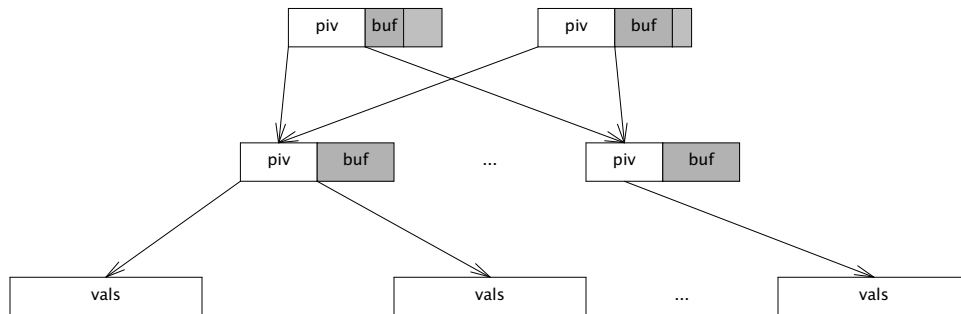 piv buf piv buf
piv buf ... piv buf
vals vals ... vals